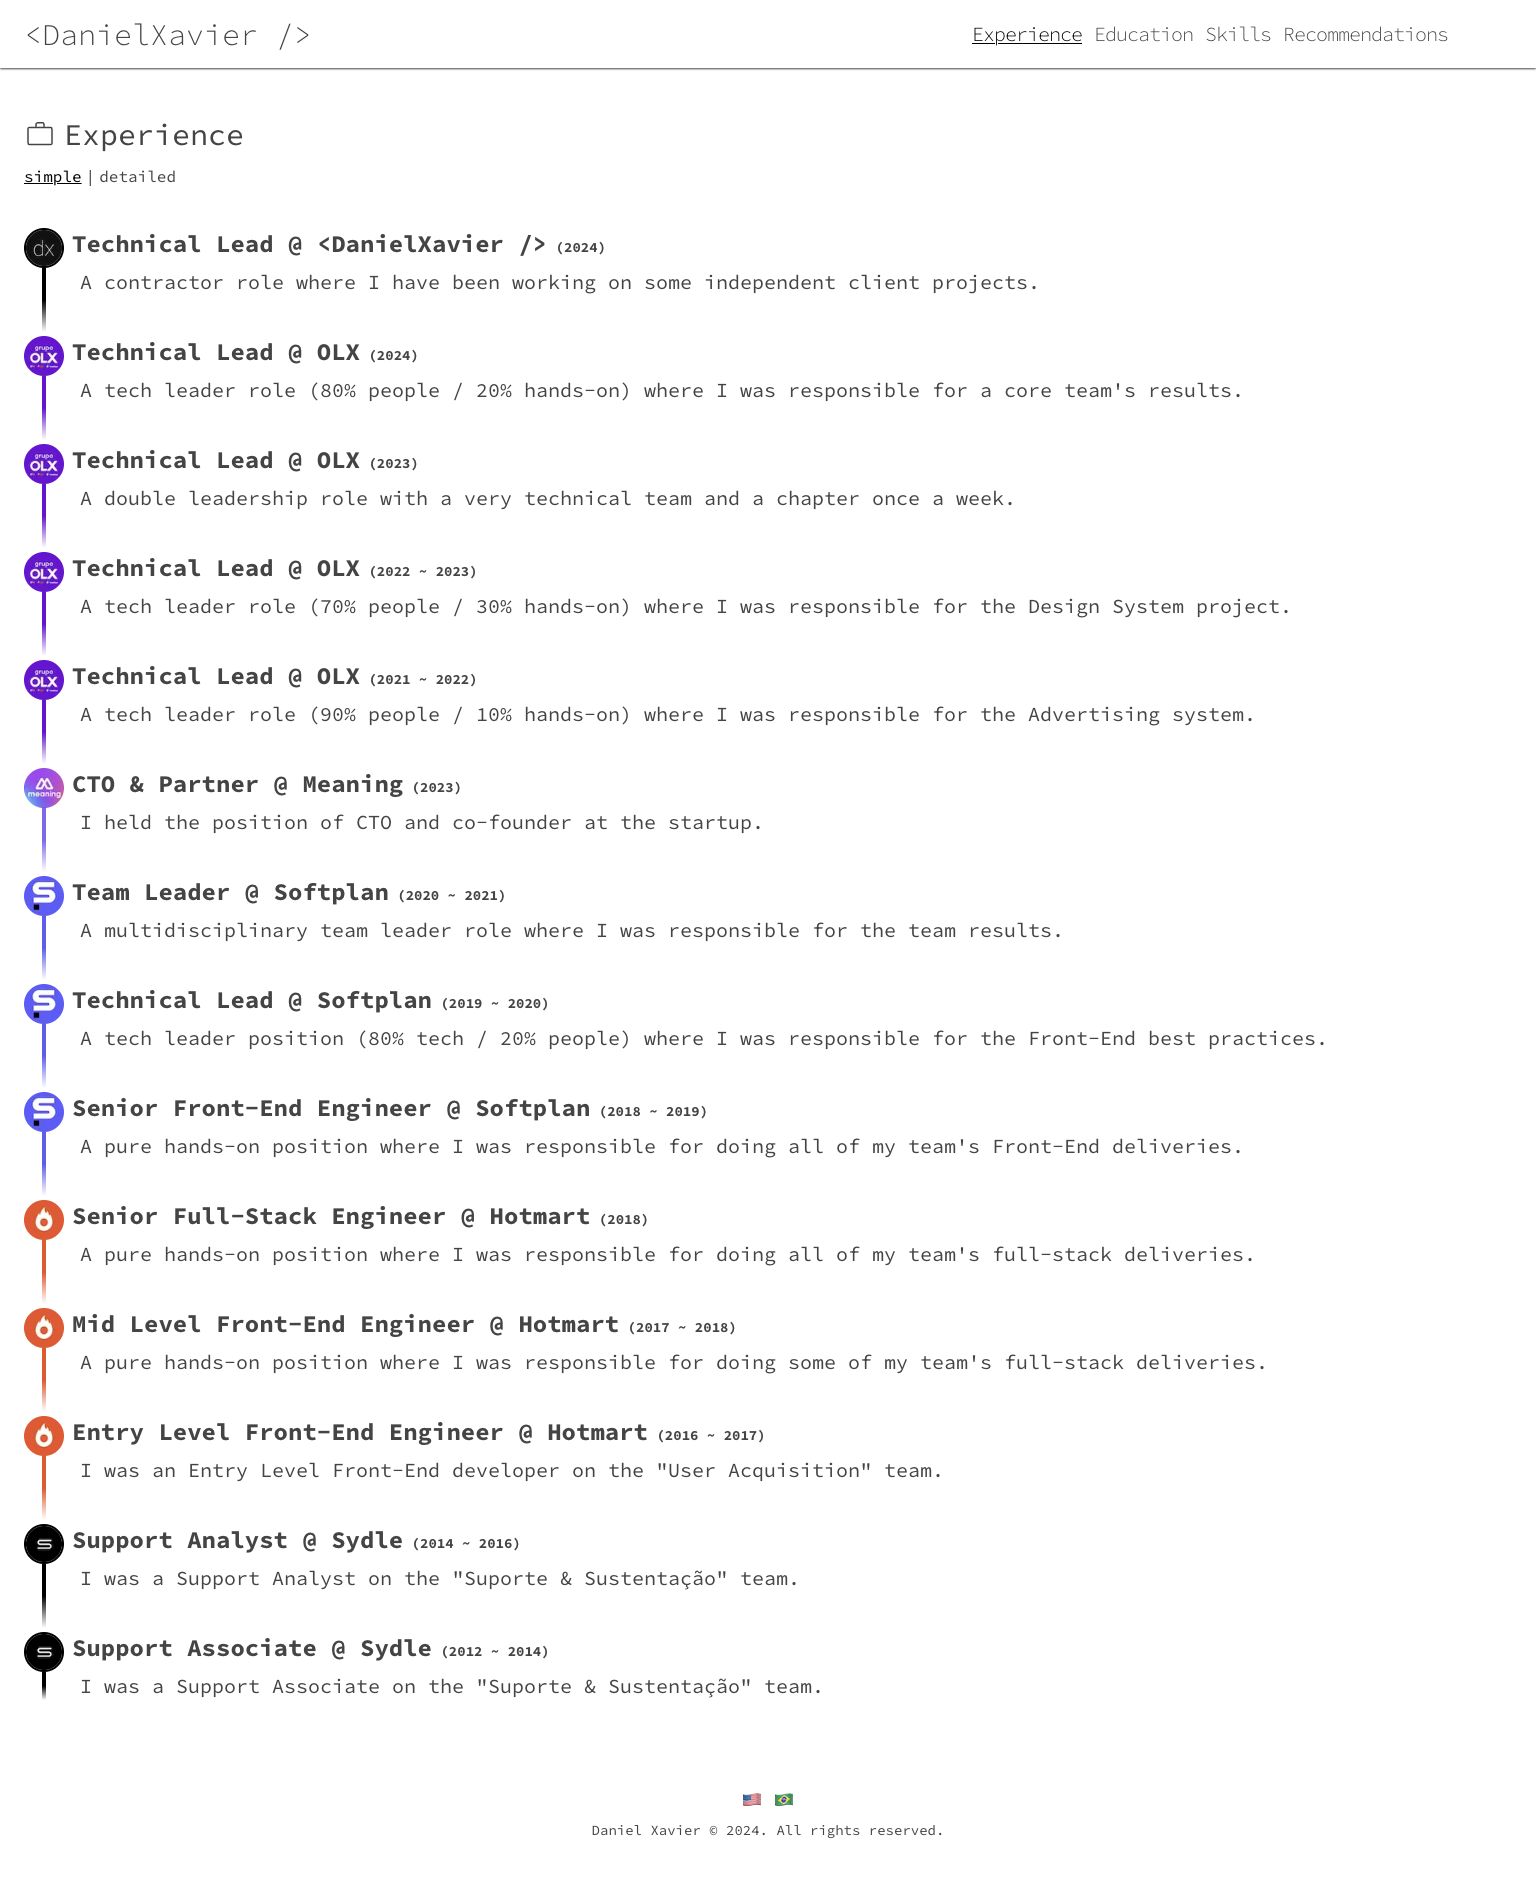 <DanielXavier />
Experience Education Skills Recommendations
Experience
simple | detailed
dx
Technical Lead @ <DanielXavier /> (2024)
A contractor role where I have been working on some independent client projects.
grupo
OLX
Technical Lead @ OLX (2024)
A tech leader role (80% people / 20% hands-on) where I was responsible for a core team's results.
grupo
OLX
Technical Lead @ OLX (2023)
A double leadership role with a very technical team and a chapter once a week.
grupo
OLX
Technical Lead @ OLX (2022 ~ 2023)
A tech leader role (70% people / 30% hands-on) where I was responsible for the Design System project.
grupo
OLX
Technical Lead @ OLX (2021 ~ 2022)
A tech leader role (90% people / 10% hands-on) where I was responsible for the Advertising system.
meaning
CTO & Partner @ Meaning (2023)
I held the position of CTO and co-founder at the startup.
Team Leader @ Softplan (2020 ~ 2021)
A multidisciplinary team leader role where I was responsible for the team results.
Technical Lead @ Softplan (2019 ~ 2020)
A tech leader position (80% tech / 20% people) where I was responsible for the Front-End best practices.
Senior Front-End Engineer @ Softplan (2018 ~ 2019)
A pure hands-on position where I was responsible for doing all of my team's Front-End deliveries.
Senior Full-Stack Engineer @ Hotmart (2018)
A pure hands-on position where I was responsible for doing all of my team's full-stack deliveries.
Mid Level Front-End Engineer @ Hotmart (2017 ~ 2018)
A pure hands-on position where I was responsible for doing some of my team's full-stack deliveries.
Entry Level Front-End Engineer @ Hotmart (2016 ~ 2017)
I was an Entry Level Front-End developer on the "User Acquisition" team.
Support Analyst @ Sydle (2014 ~ 2016)
I was a Support Analyst on the "Suporte & Sustentação" team.
Support Associate @ Sydle (2012 ~ 2014)
I was a Support Associate on the "Suporte & Sustentação" team.
Daniel Xavier © 2024. All rights reserved.